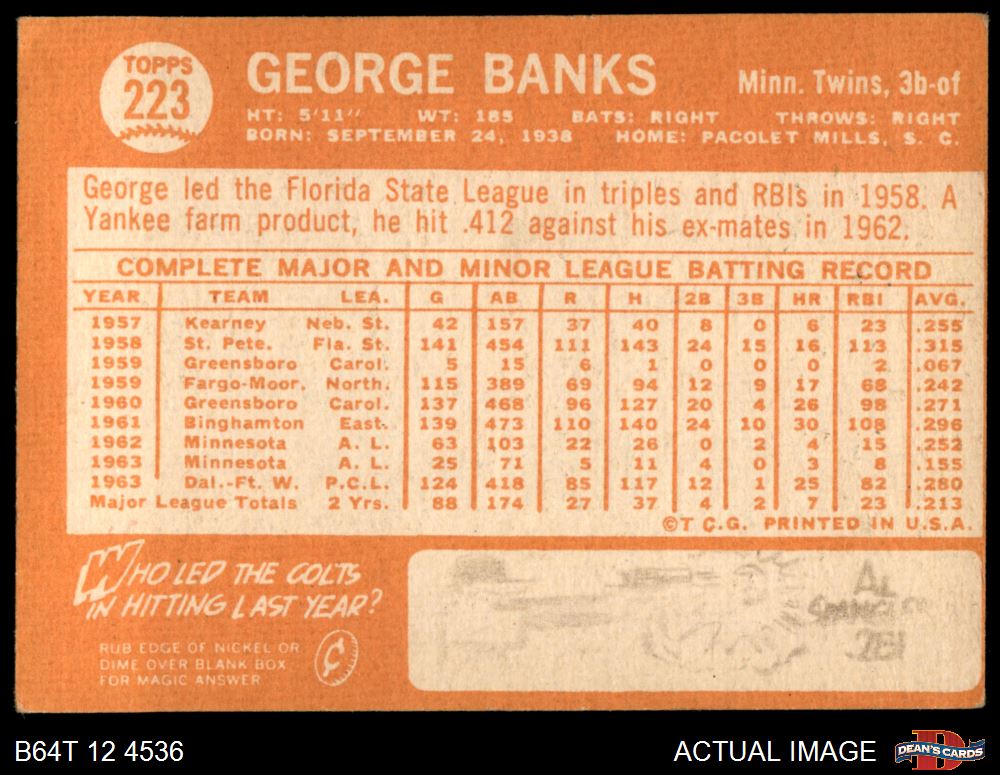 TOPPS
223
GEORGE BANKS
Minn. Twins, 3b-of
HT: 5'11" WT: 185 BATS: RIGHT THROWS: RIGHT
BORN: SEPTEMBER 24, 1938 HOME: PACOLET MILLS, S. C.
George led the Florida State League in triples and RBIs in 1958. A
Yankee farm product, he hit .412 against his ex-mates in 1962.
COMPLETE MAJOR AND MINOR LEAGUE BATTING RECORD
YEAR TEAM LEA. G AB R H 2B 3B HR RBI AVG.
1957 Kearney Neb. St. 42 157 37 40 8 0 6 23 .255
1958 St. Pete. Fla. St. 141 454 111 143 24 15 16 113 .315
1959 Greensboro Carol. 5 15 6 1 0 0 0 2 .067
1959 Fargo-Moor. North. 115 389 69 94 12 9 17 68 .242
1960 Greensboro Carol. 137 468 96 127 20 4 26 98 .271
1961 Binghamton East. 139 473 110 140 24 10 30 108 .296
1962 Minnesota A. L. 63 103 22 26 0 2 4 15 .252
1963 Minnesota A. L. 25 71 5 11 4 0 3 8 .155
1963 Dal.-Ft. W. P.C.L. 124 418 85 117 12 1 25 82 .280
Major League Totals 2 Yrs. 88 174 27 37 4 2 7 23 .213
©T.C.G. PRINTED IN U.S.A.
WHO LED THE COLTS
IN HITTING LAST YEAR?
RUB EDGE OF NICKEL OR
DIME OVER BLANK BOX
FOR MAGIC ANSWER
¢
AL
B64T 12 4536
ACTUAL IMAGE
DEAN'S CARDS